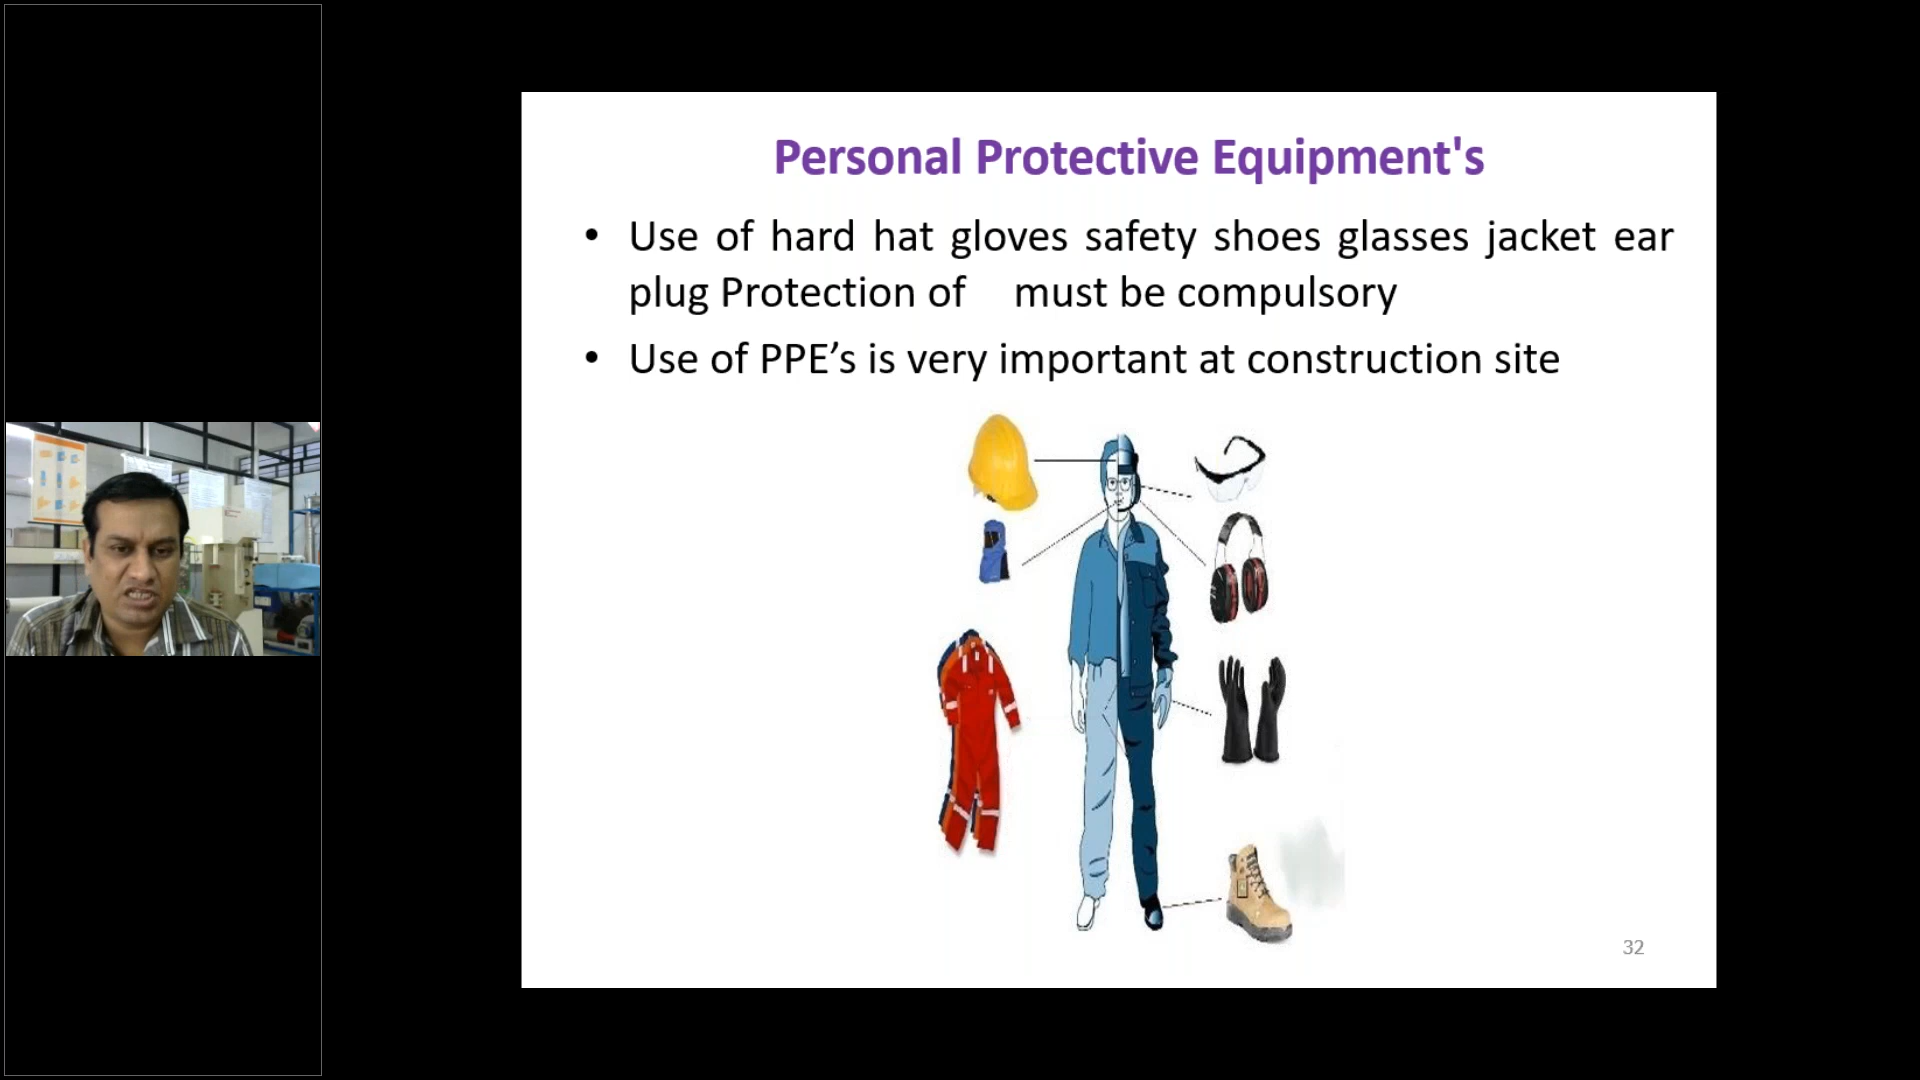 Personal Protective Equipment's
• Use of hard hat gloves safety shoes glasses jacket ear
plug Protection of must be compulsory
• Use of PPE’s is very important at construction site
32